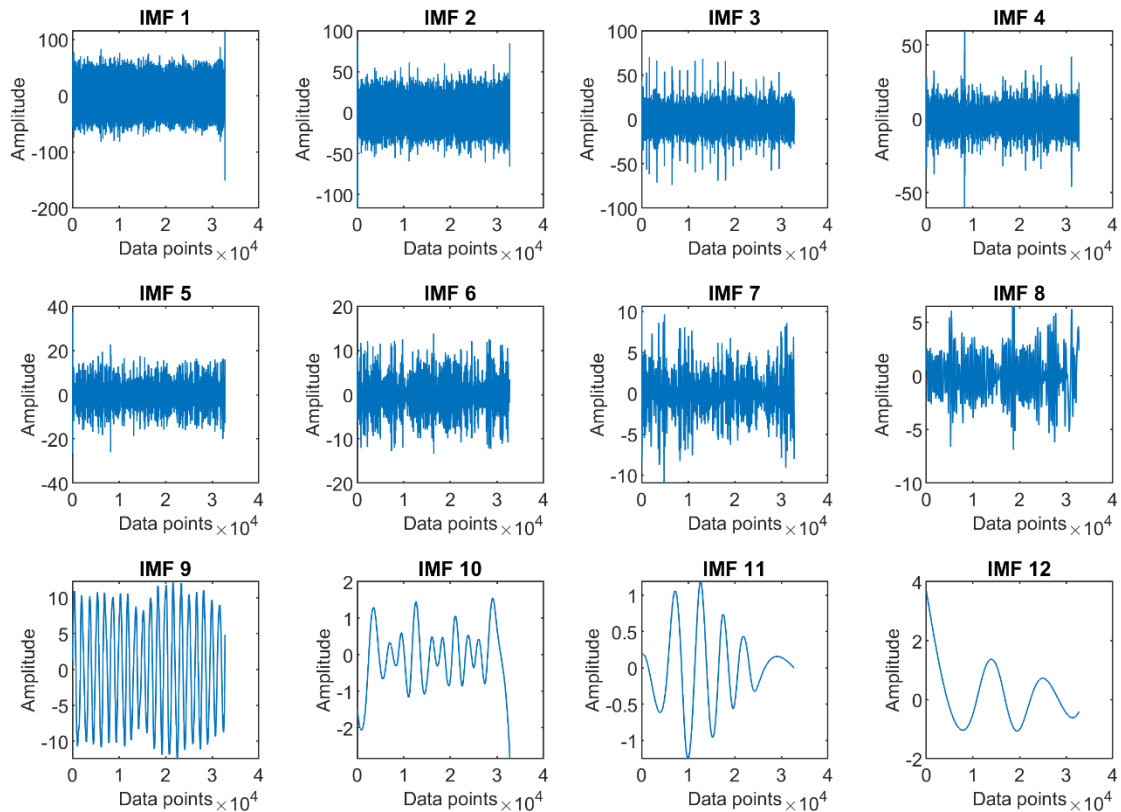 IMF 1 IMF 2 IMF 3 IMF 4
100 0 -100 -200
Amplitude
0 1 2 3 4
Data points ×10^4
100 50 0 -50 -100
Amplitude
0 1 2 3 4
Data points ×10^4
100 50 0 -50 -100
Amplitude
0 1 2 3 4
Data points ×10^4
50 0 -50
Amplitude
0 1 2 3 4
Data points ×10^4
IMF 5 IMF 6 IMF 7 IMF 8
40 20 0 -20 -40
Amplitude
0 1 2 3 4
Data points ×10^4
20 10 0 -10 -20
Amplitude
0 1 2 3 4
Data points ×10^4
10 5 0 -5 -10
Amplitude
0 1 2 3 4
Data points ×10^4
5 0 -5 -10
Amplitude
0 1 2 3 4
Data points ×10^4
IMF 9 IMF 10 IMF 11 IMF 12
10 5 0 -5 -10
Amplitude
0 1 2 3 4
Data points ×10^4
2 1 0 -1 -2
Amplitude
0 1 2 3 4
Data points ×10^4
1 0.5 0 -0.5 -1
Amplitude
0 1 2 3 4
Data points ×10^4
4 2 0 -2
Amplitude
0 1 2 3 4
Data points ×10^4